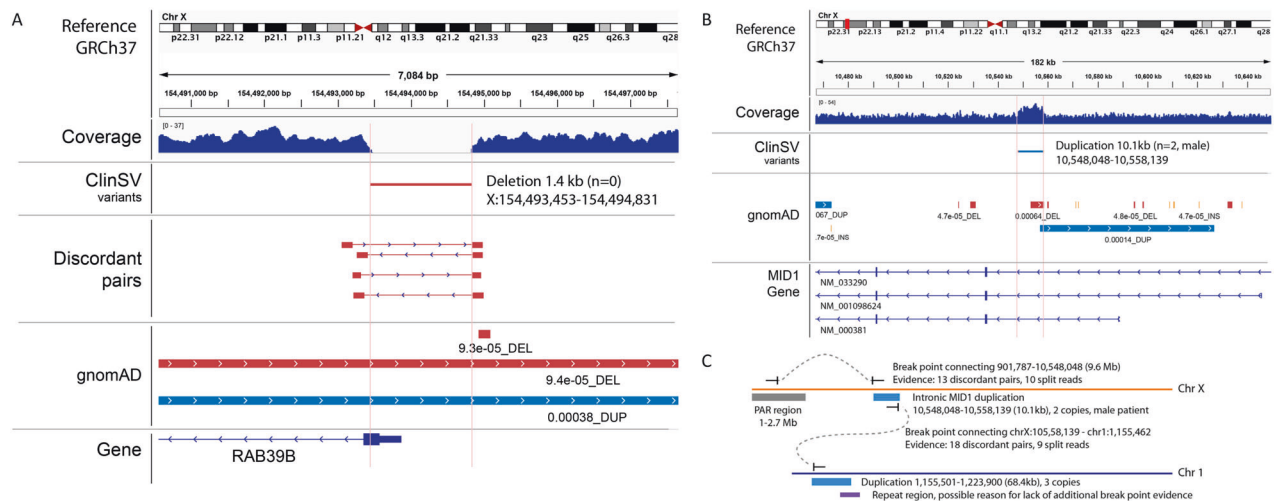 A
Reference
GRCh37
Chr X
p22.31 p22.12 p21.1 p11.3 p11.21 q12 q13.3 q21.2 q21.33 q23 q25 q26.3 q28
7,084 bp
154,491,000 bp 154,492,000 bp 154,493,000 bp 154,494,000 bp 154,495,000 bp 154,496,000 bp 154,497,000 bp
Coverage
[0 - 37]
ClinSV
variants
Deletion 1.4 kb (n=0)
X:154,493,453-154,494,831
Discordant
pairs
gnomAD
9.3e-05_DEL
9.4e-05_DEL
0.00038_DUP
Gene
RAB39B
B
Reference
GRCh37
Chr X
p22.31 p22.13 p21.2 p11.4 p11.22 q11.1 q13.2 q21.2 q21.33 q22.3 q24 q26.1 q27.1 q28
182 kb
10,480 kb 10,500 kb 10,520 kb 10,540 kb 10,560 kb 10,580 kb 10,600 kb 10,620 kb 10,640 kb
Coverage
[0 - 54]
ClinSV
variants
Duplication 10.1kb (n=2, male)
10,548,048-10,558,139
gnomAD
067_DUP 4.7e-05_DEL 0.00064_DEL 4.8e-05_DEL 4.7e-05_INS
.7e-05_INS
0.00014_DUP
MID1
Gene
NM_033290
NM_001098624
NM_000381
C
Break point connecting 901,787-10,548,048 (9.6 Mb)
Evidence: 13 discordant pairs, 10 split reads
Chr X
PAR region
1-2.7 Mb
Intronic MID1 duplication
10,548,048-10,558,139 (10.1kb), 2 copies, male patient
Break point connecting chrX:105,58,139 - chr1:1,155,462
Evidence: 18 discordant pairs, 9 split reads
Chr 1
Duplication 1,155,501-1,223,900 (68.4kb), 3 copies
Repeat region, possible reason for lack of additional break point evidence